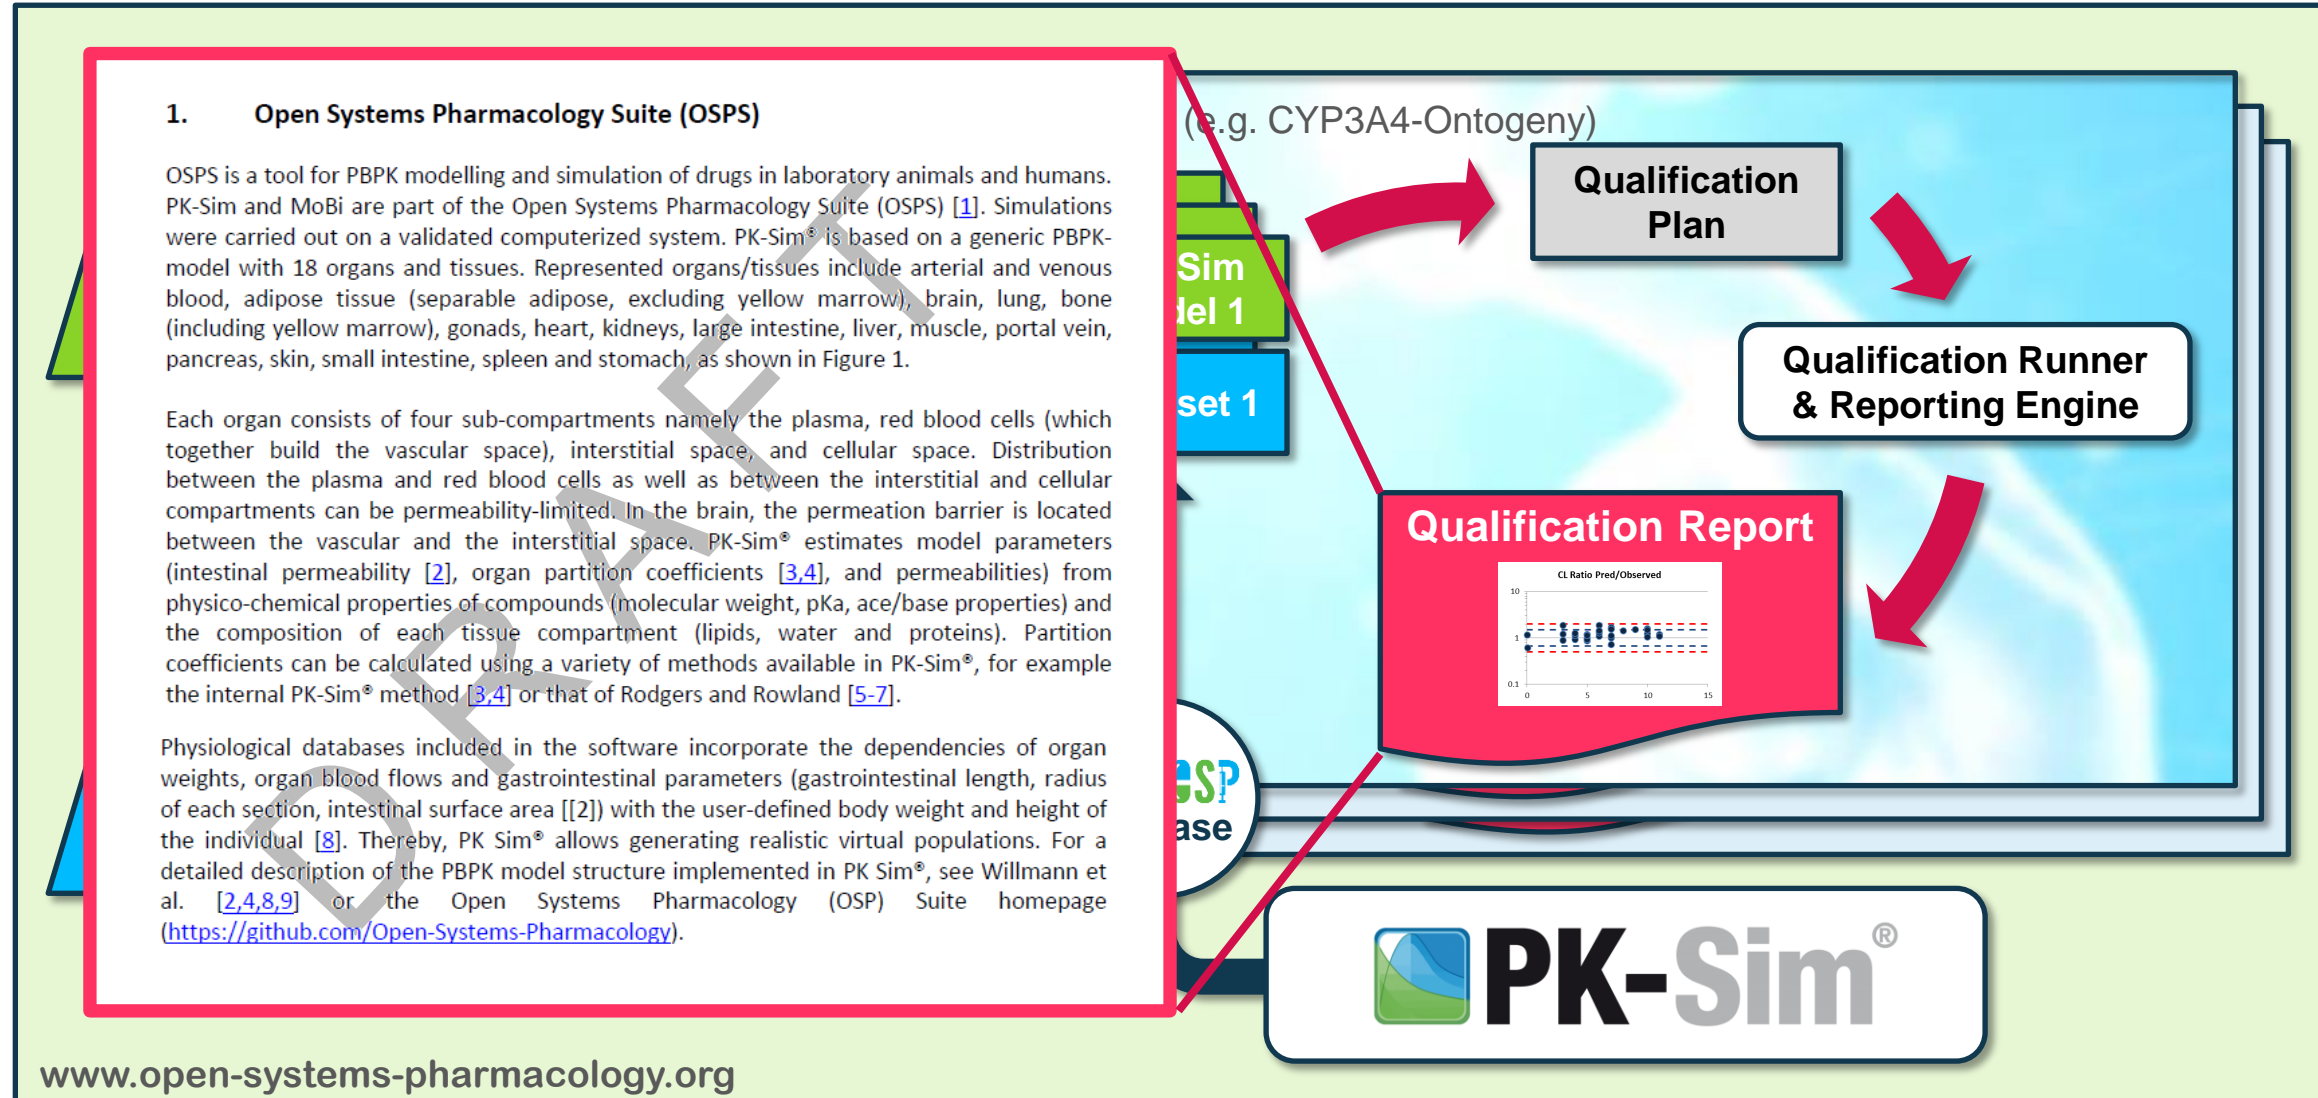 1. Open Systems Pharmacology Suite (OSPS)
OSPS is a tool for PBPK modelling and simulation of drugs in laboratory animals and humans.
PK-Sim and MoBi are part of the Open Systems Pharmacology Suite (OSPS) [1]. Simulations
were carried out on a validated computerized system. PK-Sim® is based on a generic PBPK-
model with 18 organs and tissues. Represented organs/tissues include arterial and venous
blood, adipose tissue (separable adipose, excluding yellow marrow), brain, lung, bone
(including yellow marrow), gonads, heart, kidneys, large intestine, liver, muscle, portal vein,
pancreas, skin, small intestine, spleen and stomach, as shown in Figure 1.
Each organ consists of four sub-compartments namely the plasma, red blood cells (which
together build the vascular space), interstitial space, and cellular space. Distribution
between the plasma and red blood cells as well as between the interstitial and cellular
compartments can be permeability-limited. In the brain, the permeation barrier is located
between the vascular and the interstitial space. PK-Sim® estimates model parameters
(intestinal permeability [2], organ partition coefficients [3,4], and permeabilities) from
physico-chemical properties of compounds (molecular weight, pKa, ace/base properties) and
the composition of each tissue compartment (lipids, water and proteins). Partition
coefficients can be calculated using a variety of methods available in PK-Sim®, for example
the internal PK-Sim® method [3,4] or that of Rodgers and Rowland [5-7].
Physiological databases included in the software incorporate the dependencies of organ
weights, organ blood flows and gastrointestinal parameters (gastrointestinal length, radius
of each section, intestinal surface area [[2]) with the user-defined body weight and height of
the individual [8]. Thereby, PK Sim® allows generating realistic virtual populations. For a
detailed description of the PBPK model structure implemented in PK Sim®, see Willmann et
al. [2,4,8,9] or the Open Systems Pharmacology (OSP) Suite homepage
(https://github.com/Open-Systems-Pharmacology).
DRAFT
(e.g. CYP3A4-Ontogeny)
Sim
del 1
set 1
Qualification
Plan
Qualification Runner
& Reporting Engine
Qualification Report
CL Ratio Pred/Observed
10
1
0.1
0 5 10 15
SP
ase
PK-Sim®
www.open-systems-pharmacology.org